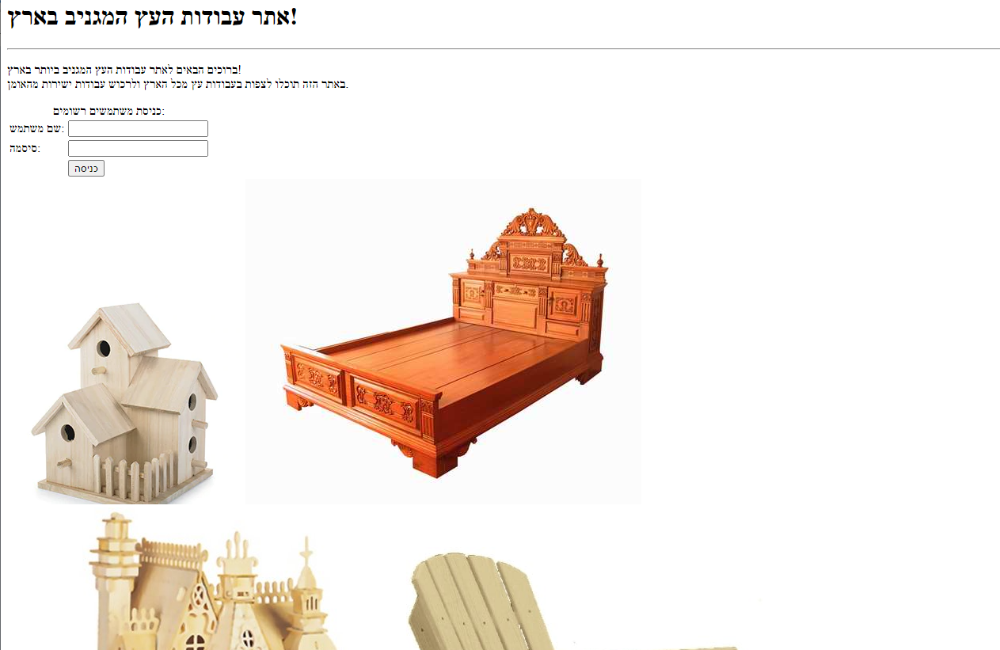 אתר עבודות העץ המגניב בארץ!
ברוכים הבאים לאתר עבודות העץ המגניב ביותר בארץ!
באתר הזה תוכלו לצפות בעבודות עץ מכל הארץ ולרכוש עבודות ישירות מהאומן.
כניסת משתמשים רשומים:
שם משתמש:
סיסמה:
כניסה